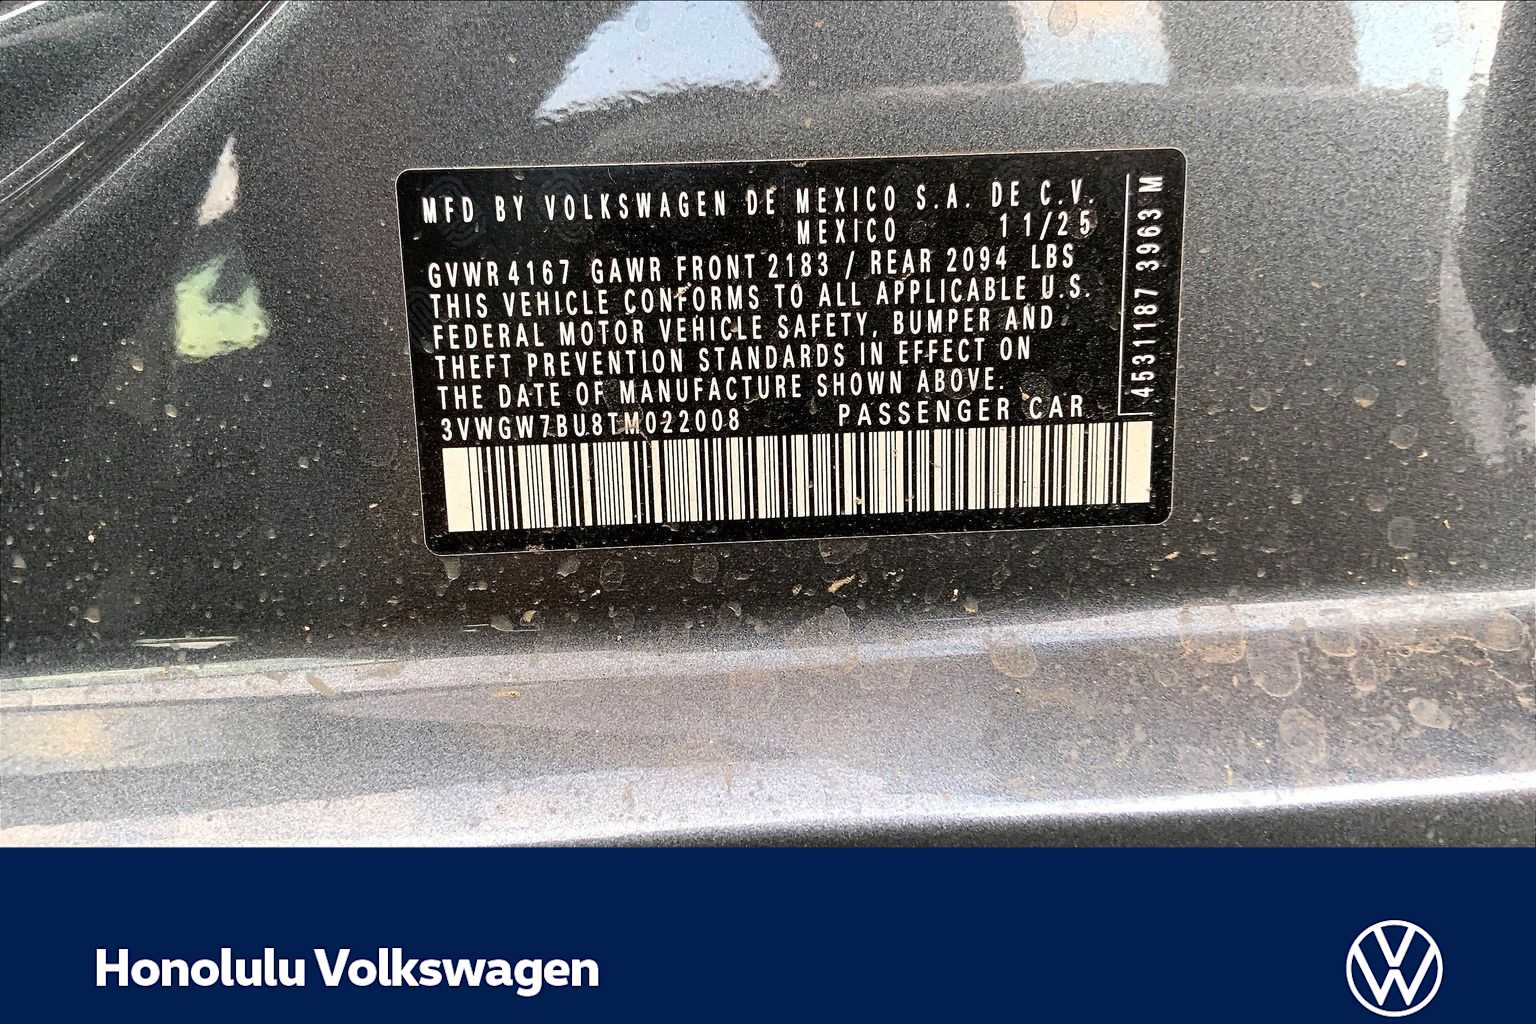 MFD BY VOLKSWAGEN DE MEXICO S.A. DE C.V.
MEXICO 11/25
GVWR 4167 GAWR FRONT 2183 / REAR 2094 LBS
THIS VEHICLE CONFORMS TO ALL APPLICABLE U.S.
FEDERAL MOTOR VEHICLE SAFETY, BUMPER AND
THEFT PREVENTION STANDARDS IN EFFECT ON
THE DATE OF MANUFACTURE SHOWN ABOVE.
3VWGW7BU8TM022008 PASSENGER CAR
4531187 3963 M
Honolulu Volkswagen